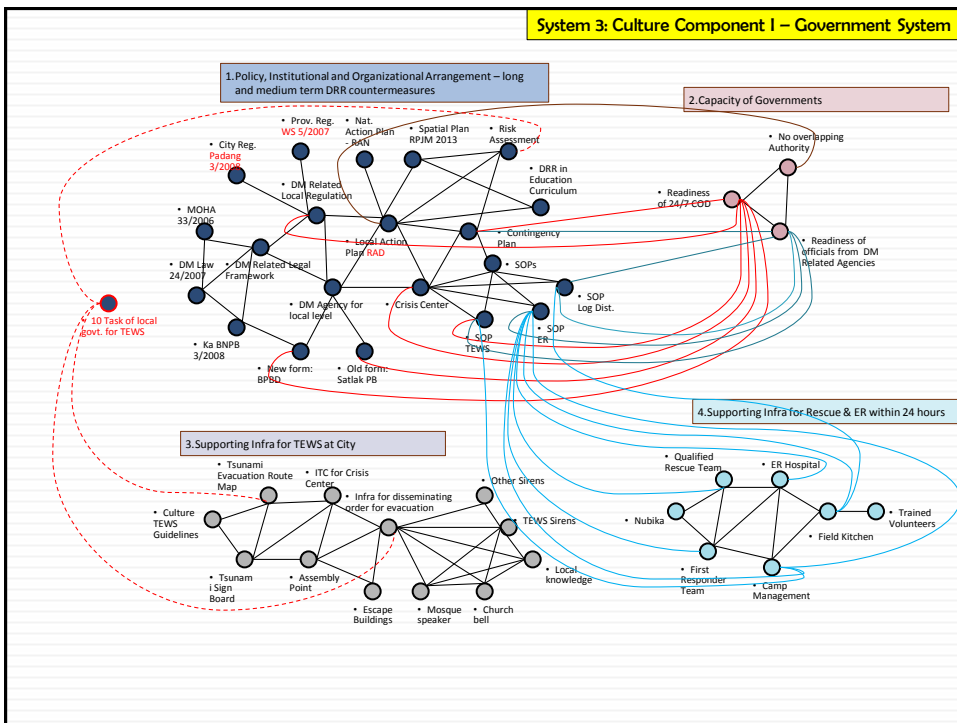 System 3: Culture Component I – Government System
1.Policy, Institutional and Organizational Arrangement – long
and medium term DRR countermeasures
2.Capacity of Governments
• Prov. Reg.
WS 5/2007
• Nat.
Action Plan
- RAN
• Spatial Plan
RPJM 2013
• Risk
Assessment
• No overlapping
Authority
• City Reg.
Padang
3/2008
• DM Related
Local Regulation
• DRR in
Education
Curriculum
• Readiness
of 24/7 COD
• MOHA
33/2006
• Local Action
Plan RAD
• Contingency
Plan
• Readiness of
officials from DM
Related Agencies
• DM Law
24/2007
• DM Related Legal
Framework
• SOPs
• DM Agency for
local level
• Crisis Center
• SOP
Log Dist.
• 10 Task of local
govt. for TEWS
• Ka BNPB
3/2008
• SOP
TEWS
• SOP
ER
• New form:
BPBD
• Old form:
Satlak PB
4.Supporting Infra for Rescue & ER within 24 hours
3.Supporting Infra for TEWS at City
• Tsunami
Evacuation Route
Map
• ITC for Crisis
Center
• Infra for disseminating
order for evacuation
• Other Sirens
• Qualified
Rescue Team
• ER Hospital
• Culture
TEWS
Guidelines
• TEWS Sirens
• Nubika
• Trained
Volunteers
• Field Kitchen
• Tsunam
i Sign
Board
• Assembly
Point
• Local
knowledge
• First
Responder
Team
• Camp
Management
• Escape
Buildings
• Mosque
speaker
• Church
bell